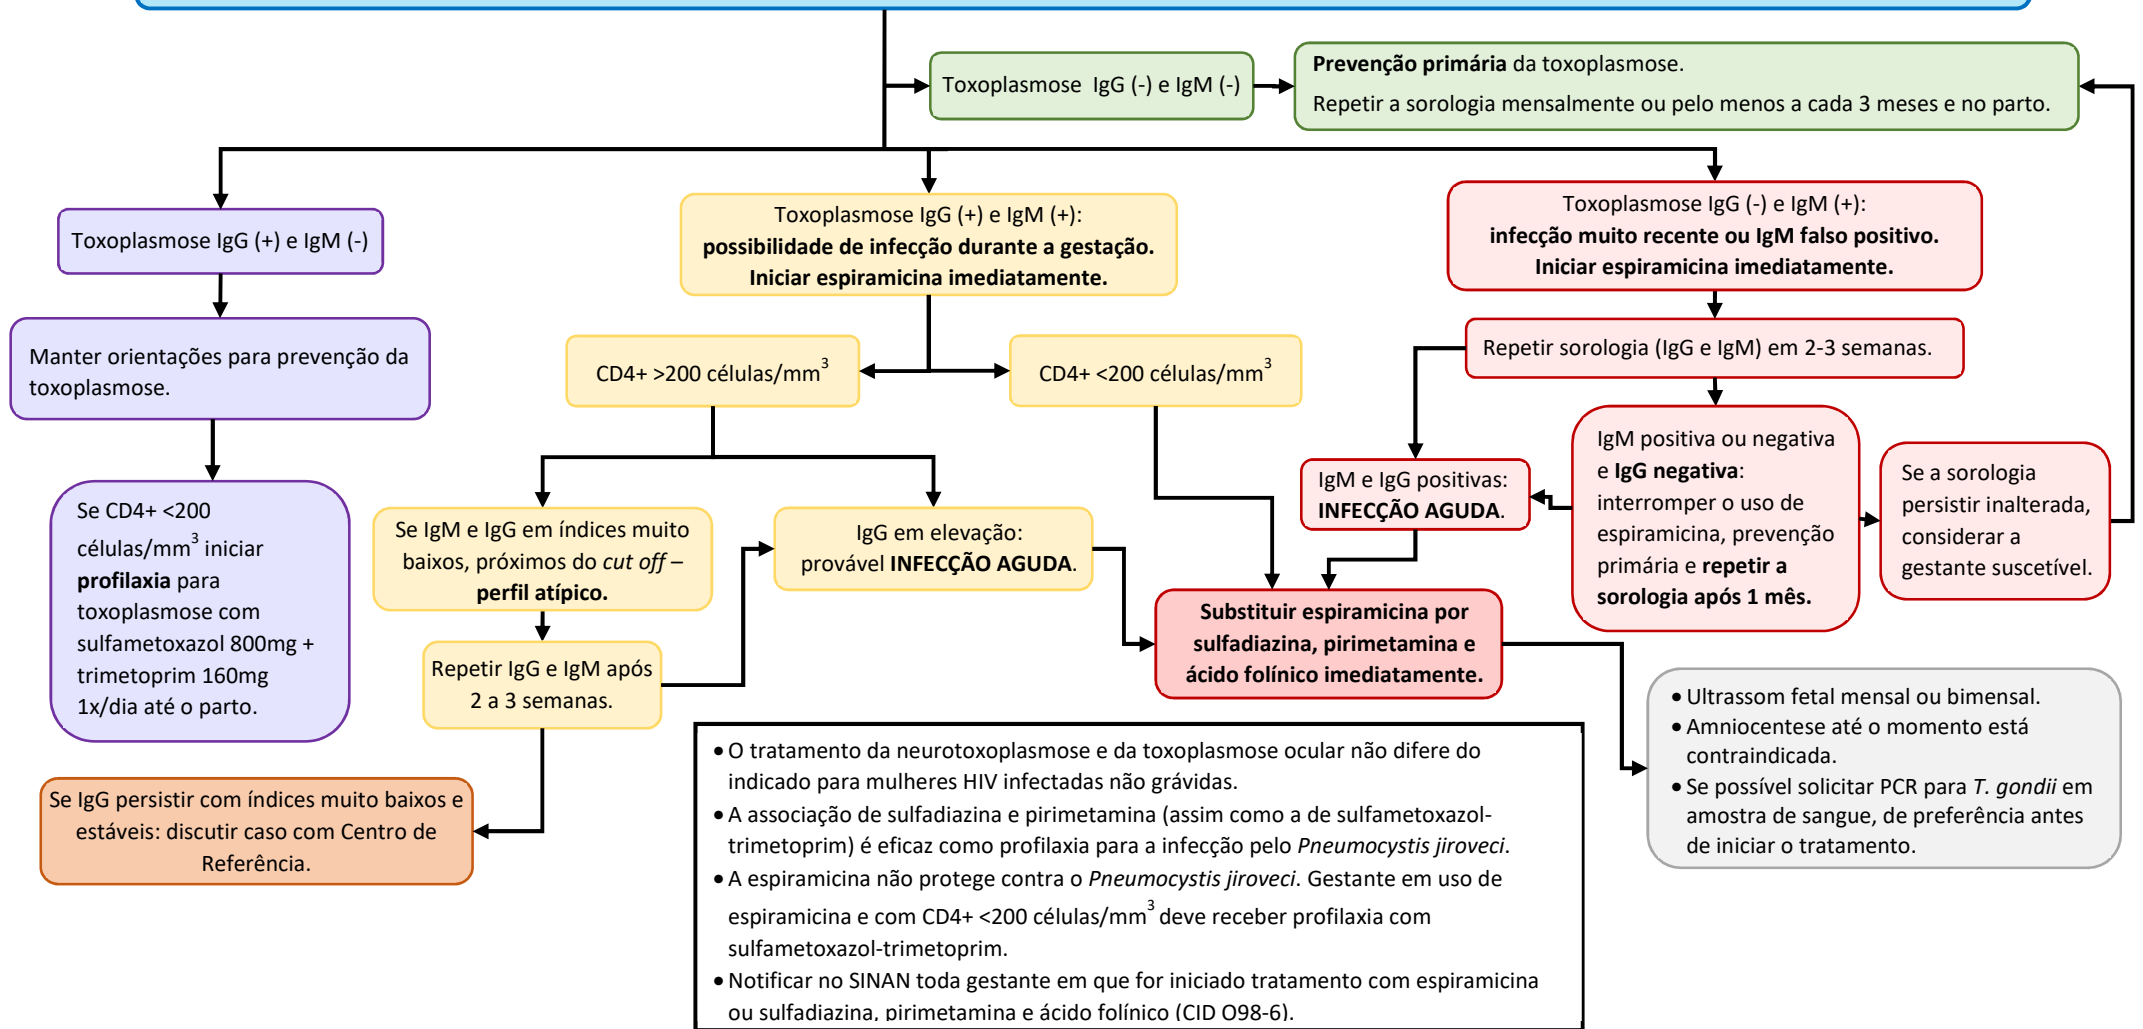 Toxoplasmose IgG (-) e IgM (-)
Prevenção primária da toxoplasmose.
Repetir a sorologia mensalmente ou pelo menos a cada 3 meses e no parto.
Toxoplasmose IgG (+) e IgM (-)
Manter orientações para prevenção da
toxoplasmose.
Se CD4+ <200
células/mm³ iniciar
profilaxia para
toxoplasmose com
sulfametoxazol 800mg +
trimetoprim 160mg
1x/dia até o parto.
Toxoplasmose IgG (+) e IgM (+):
possibilidade de infecção durante a gestação.
Iniciar espiramicina imediatamente.
CD4+ >200 células/mm³
CD4+ <200 células/mm³
Se IgM e IgG em índices muito
baixos, próximos do cut off –
perfil atípico.
IgG em elevação:
provável INFECÇÃO AGUDA.
Repetir IgG e IgM após
2 a 3 semanas.
Se IgG persistir com índices muito baixos e
estáveis: discutir caso com Centro de
Referência.
Toxoplasmose IgG (-) e IgM (+):
infecção muito recente ou IgM falso positivo.
Iniciar espiramicina imediatamente.
Repetir sorologia (IgG e IgM) em 2-3 semanas.
IgM e IgG positivas:
INFECÇÃO AGUDA.
IgM positiva ou negativa
e IgG negativa:
interromper o uso de
espiramicina, prevenção
primária e repetir a
sorologia após 1 mês.
Se a sorologia
persistir inalterada,
considerar a
gestante suscetível.
Substituir espiramicina por
sulfadiazina, pirimetamina e
ácido folínico imediatamente.
• Ultrassom fetal mensal ou bimensal.
• Amniocentese até o momento está
contraindicada.
• Se possível solicitar PCR para T. gondii em
amostra de sangue, de preferência antes
de iniciar o tratamento.
• O tratamento da neurotoxoplasmose e da toxoplasmose ocular não difere do
indicado para mulheres HIV infectadas não grávidas.
• A associação de sulfadiazina e pirimetamina (assim como a de sulfametoxazol-
trimetoprim) é eficaz como profilaxia para a infecção pelo Pneumocystis jiroveci.
• A espiramicina não protege contra o Pneumocystis jiroveci. Gestante em uso de
espiramicina e com CD4+ <200 células/mm³ deve receber profilaxia com
sulfametoxazol-trimetoprim.
• Notificar no SINAN toda gestante em que for iniciado tratamento com espiramicina
ou sulfadiazina, pirimetamina e ácido folínico (CID O98-6).